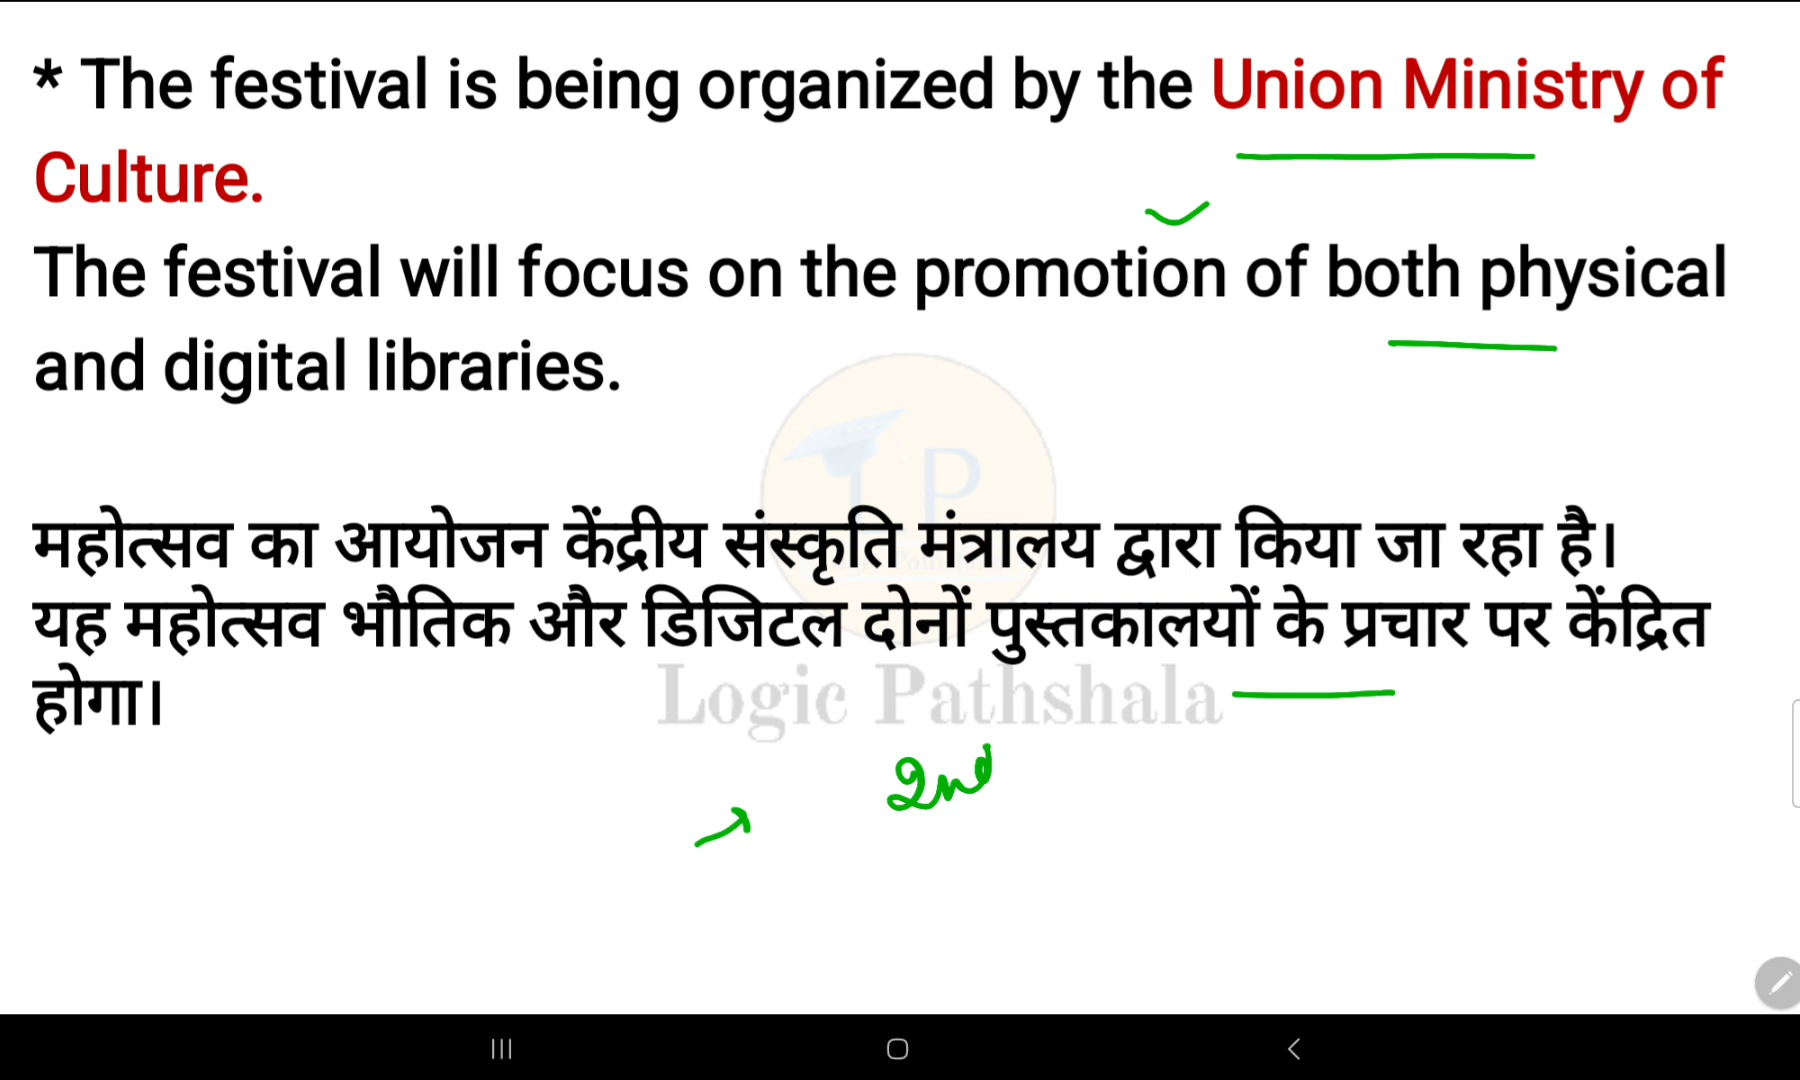 * The festival is being organized by the Union Ministry of
Culture.
The festival will focus on the promotion of both physical
and digital libraries.
महोत्सव का आयोजन केंद्रीय संस्कृति मंत्रालय द्वारा किया जा रहा है।
यह महोत्सव भौतिक और डिजिटल दोनों पुस्तकालयों के प्रचार पर केंद्रित
होगा।
Logic Pathshala
2nd